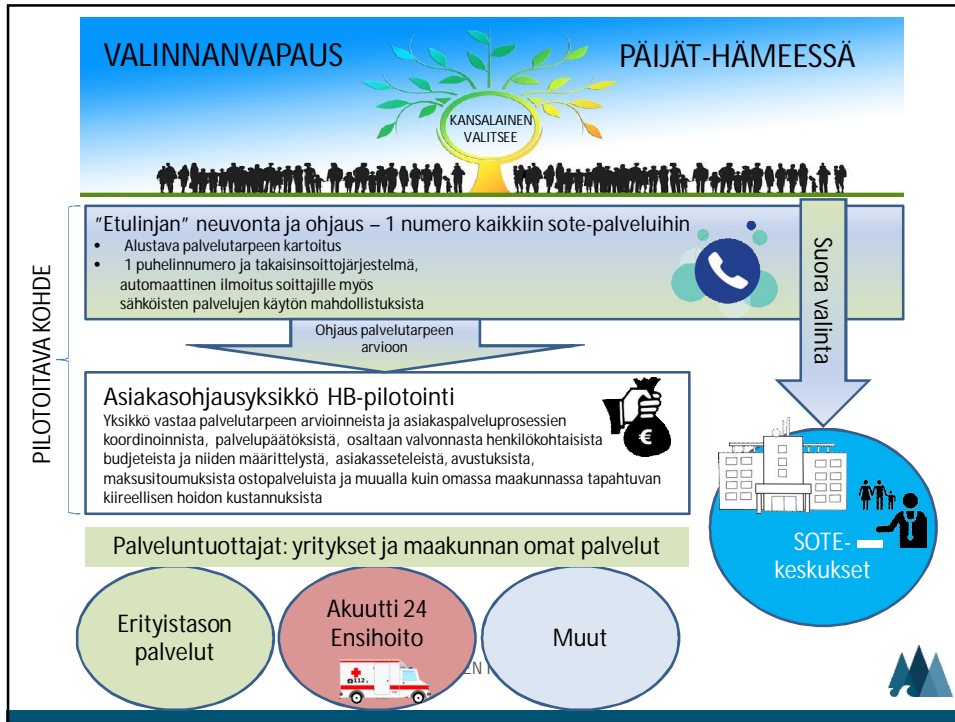 VALINNANVAPAUS
PÄIJÄT-HÄMEESSÄ
KANSALAINEN
VALITSEE
PILOTOITAVA KOHDE
”Etulinjan” neuvonta ja ohjaus – 1 numero kaikkiin sote-palveluihin
• Alustava palvelutarpeen kartoitus
• 1 puhelinnumero ja takaisinsoittojärjestelmä,
automaattinen ilmoitus soittajille myös
sähköisten palvelujen käytön mahdollistuksista
Ohjaus palvelutarpeen
arvioon
Suora valinta
Asiakasohjausyksikkö HB-pilotointi
Yksikkö vastaa palvelutarpeen arvioinneista ja asiakaspalveluprosessien
koordinoinnista, palvelupäätöksistä, osaltaan valvonnasta henkilökohtaisista
budjeteista ja niiden määrittelystä, asiakasseteleistä, avustuksista,
maksusitoumuksista ostopalveluista ja muualla kuin omassa maakunnassa tapahtuvan
kiireellisen hoidon kustannuksista
€
SOTE-
keskukset
Palveluntuottajat: yritykset ja maakunnan omat palvelut
Erityistason
palvelut
Akuutti 24
Ensihoito
112
Muut